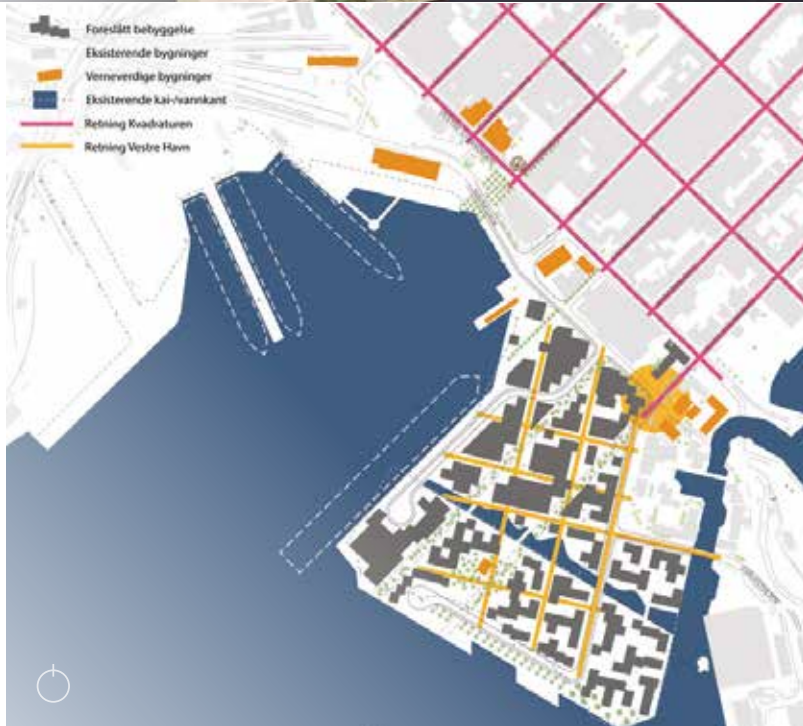 Foreslått bebyggelse
Eksisterende bygninger
Verneverdige bygninger
Eksisterende kai-/vannkant
Retning Kvadraturen
Retning Vestre Havn